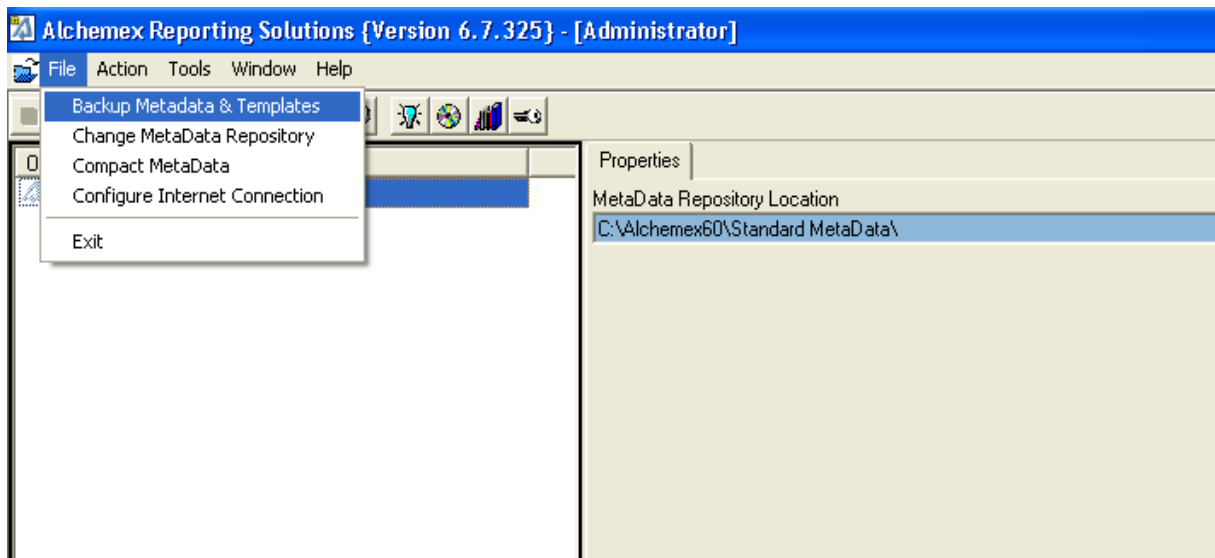 Alchemex Reporting Solutions {Version 6.7.325} - [Administrator]
File Action Tools Window Help
Backup Metadata & Templates
Change MetaData Repository
Compact MetaData
Configure Internet Connection
Exit
Properties
MetaData Repository Location
C:\Alchemex60\Standard MetaData\